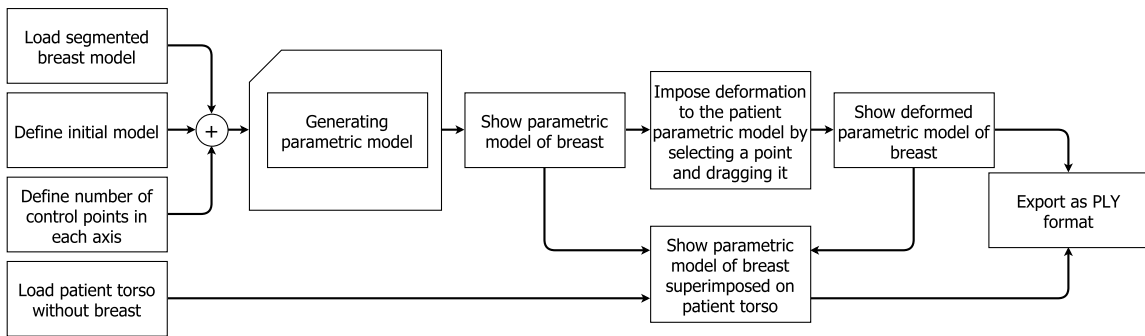 Load segmented
breast model
Define initial model
Define number of
control points in
each axis
Load patient torso
without breast
+
Generating
parametric model
Show parametric
model of breast
Impose deformation
to the patient
parametric model by
selecting a point
and dragging it
Show deformed
parametric model of
breast
Show parametric
model of breast
superimposed on
patient torso
Export as PLY
format